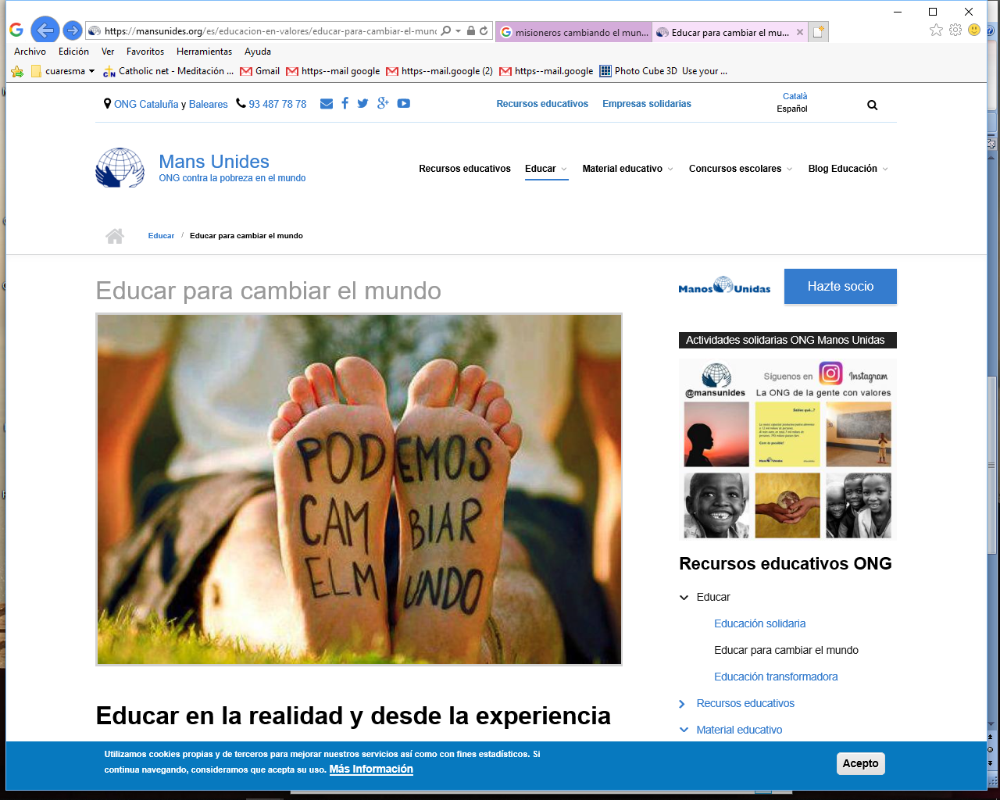 https://mansunides.org/es/educacion-en-valores/educar-para-cambiar-el-mund
misioneros cambiando el mun...
Educar para cambiar el mu...
Archivo Edición Ver Favoritos Herramientas Ayuda
cuaresma Catholic net - Meditación ... Gmail https--mail google https--mail.google (2) https--mail.google Photo Cube 3D Use your ...
ONG Cataluña y Baleares 93 487 78 78
Recursos educativos Empresas solidarias
Català
Español
Mans Unides
ONG contra la pobreza en el mundo
Recursos educativos Educar Material educativo Concursos escolares Blog Educación
Educar / Educar para cambiar el mundo
Educar para cambiar el mundo
PODEMOS
CAMBIAR
EL MUNDO
Manos Unidas
Hazte socio
Actividades solidarias ONG Manos Unidas
Síguenos en Instagram
@mansunides La ONG de la gente con valores
Recursos educativos ONG
Educar
Educación solidaria
Educar para cambiar el mundo
Educación transformadora
Recursos educativos
Material educativo
Educar en la realidad y desde la experiencia
Utilizamos cookies propias y de terceros para mejorar nuestros servicios así como con fines estadísticos. Si
continua navegando, consideramos que acepta su uso. Más Información
Acepto